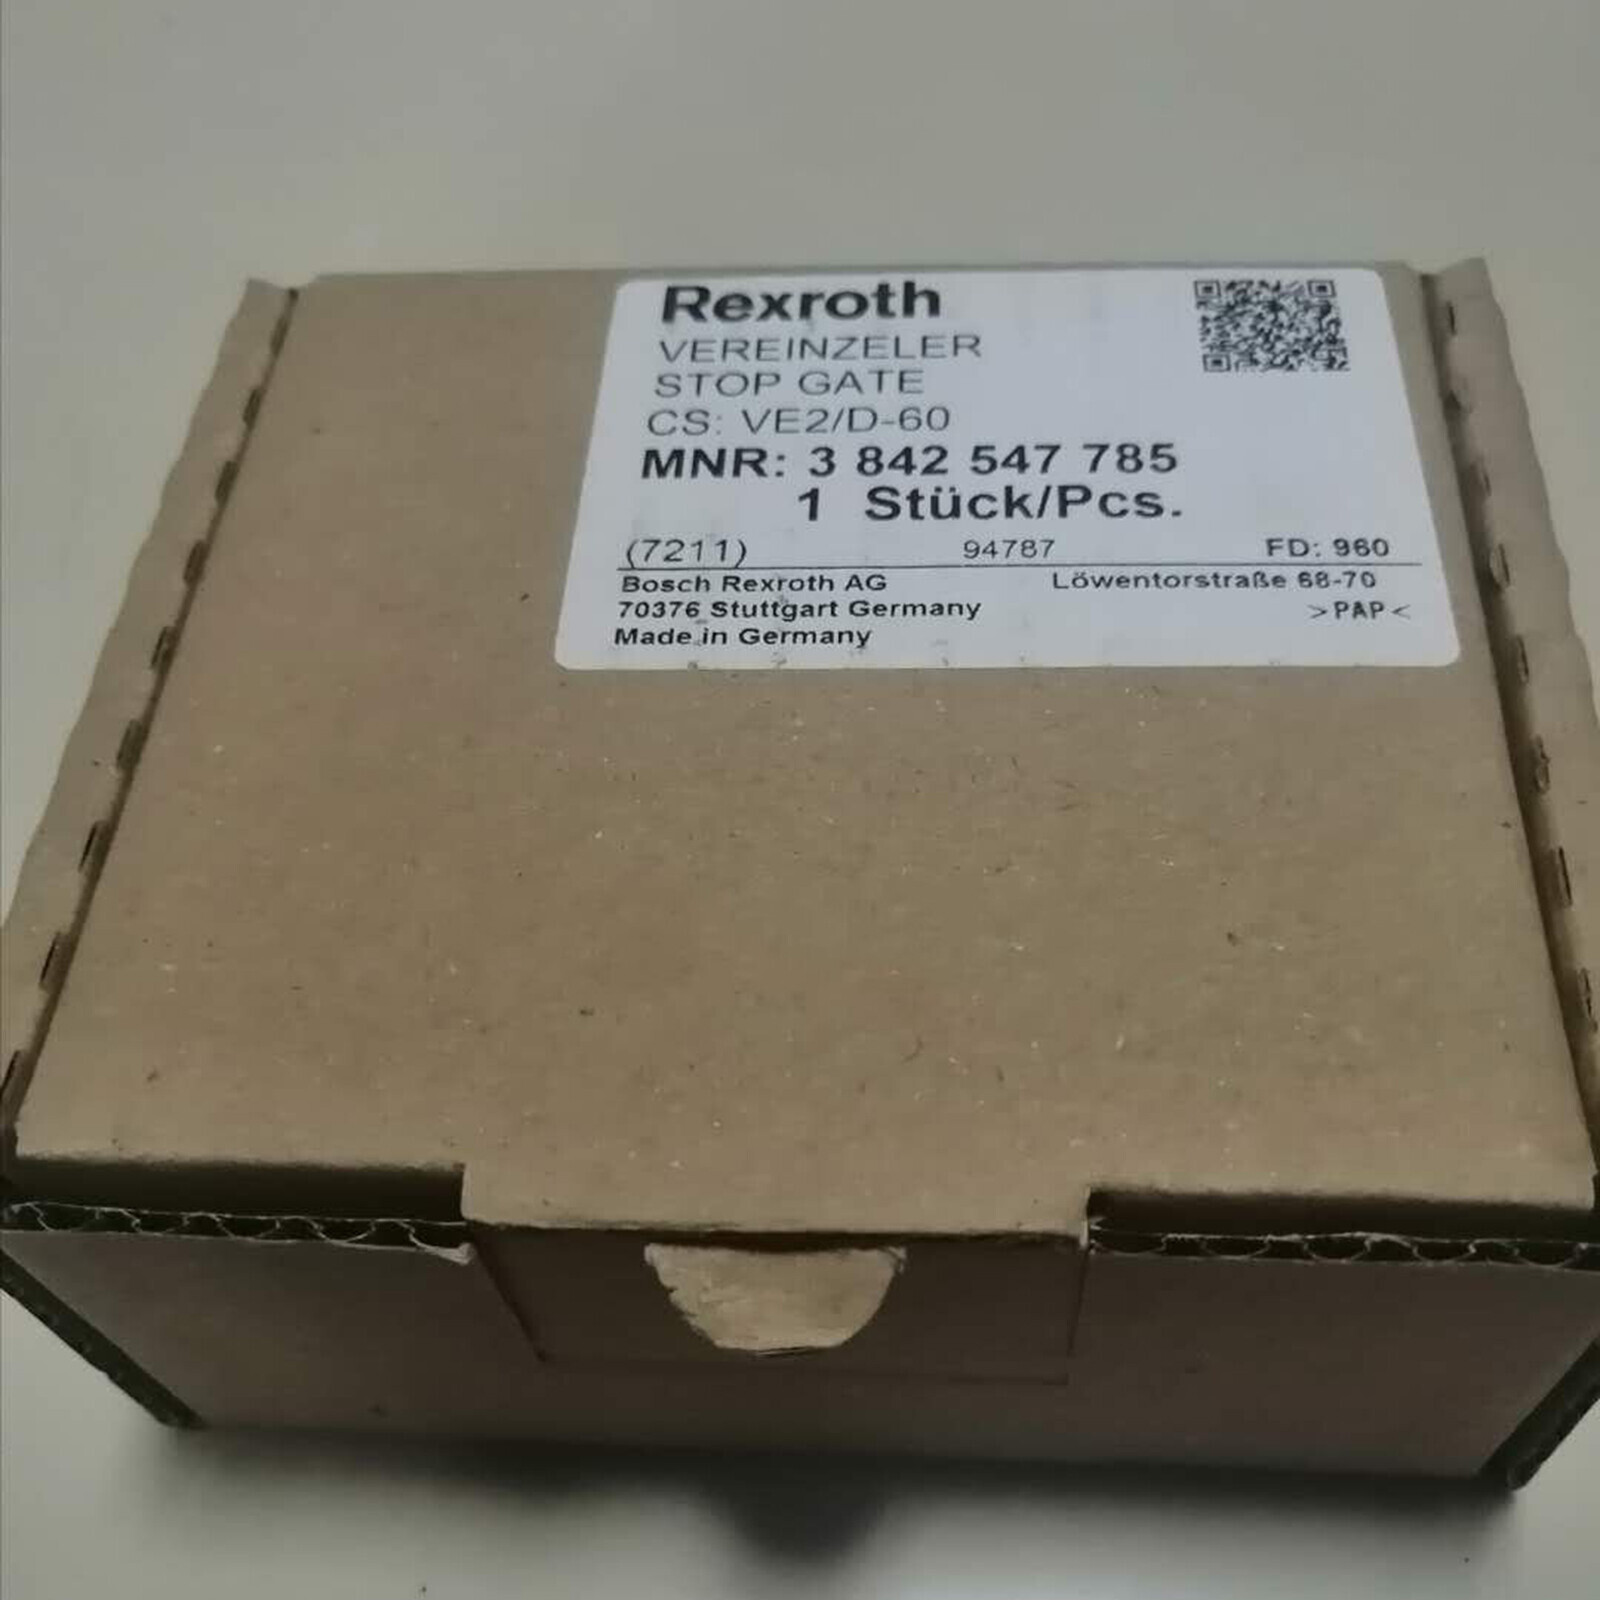 Rexroth
VEREINZELER
STOP GATE
CS: VE2/D-60
MNR: 3 842 547 785
1 Stück/Pcs.
(7211) 94787 FD: 960
Bosch Rexroth AG Löwentorstraße 68-70
70376 Stuttgart Germany >PAP<
Made in Germany